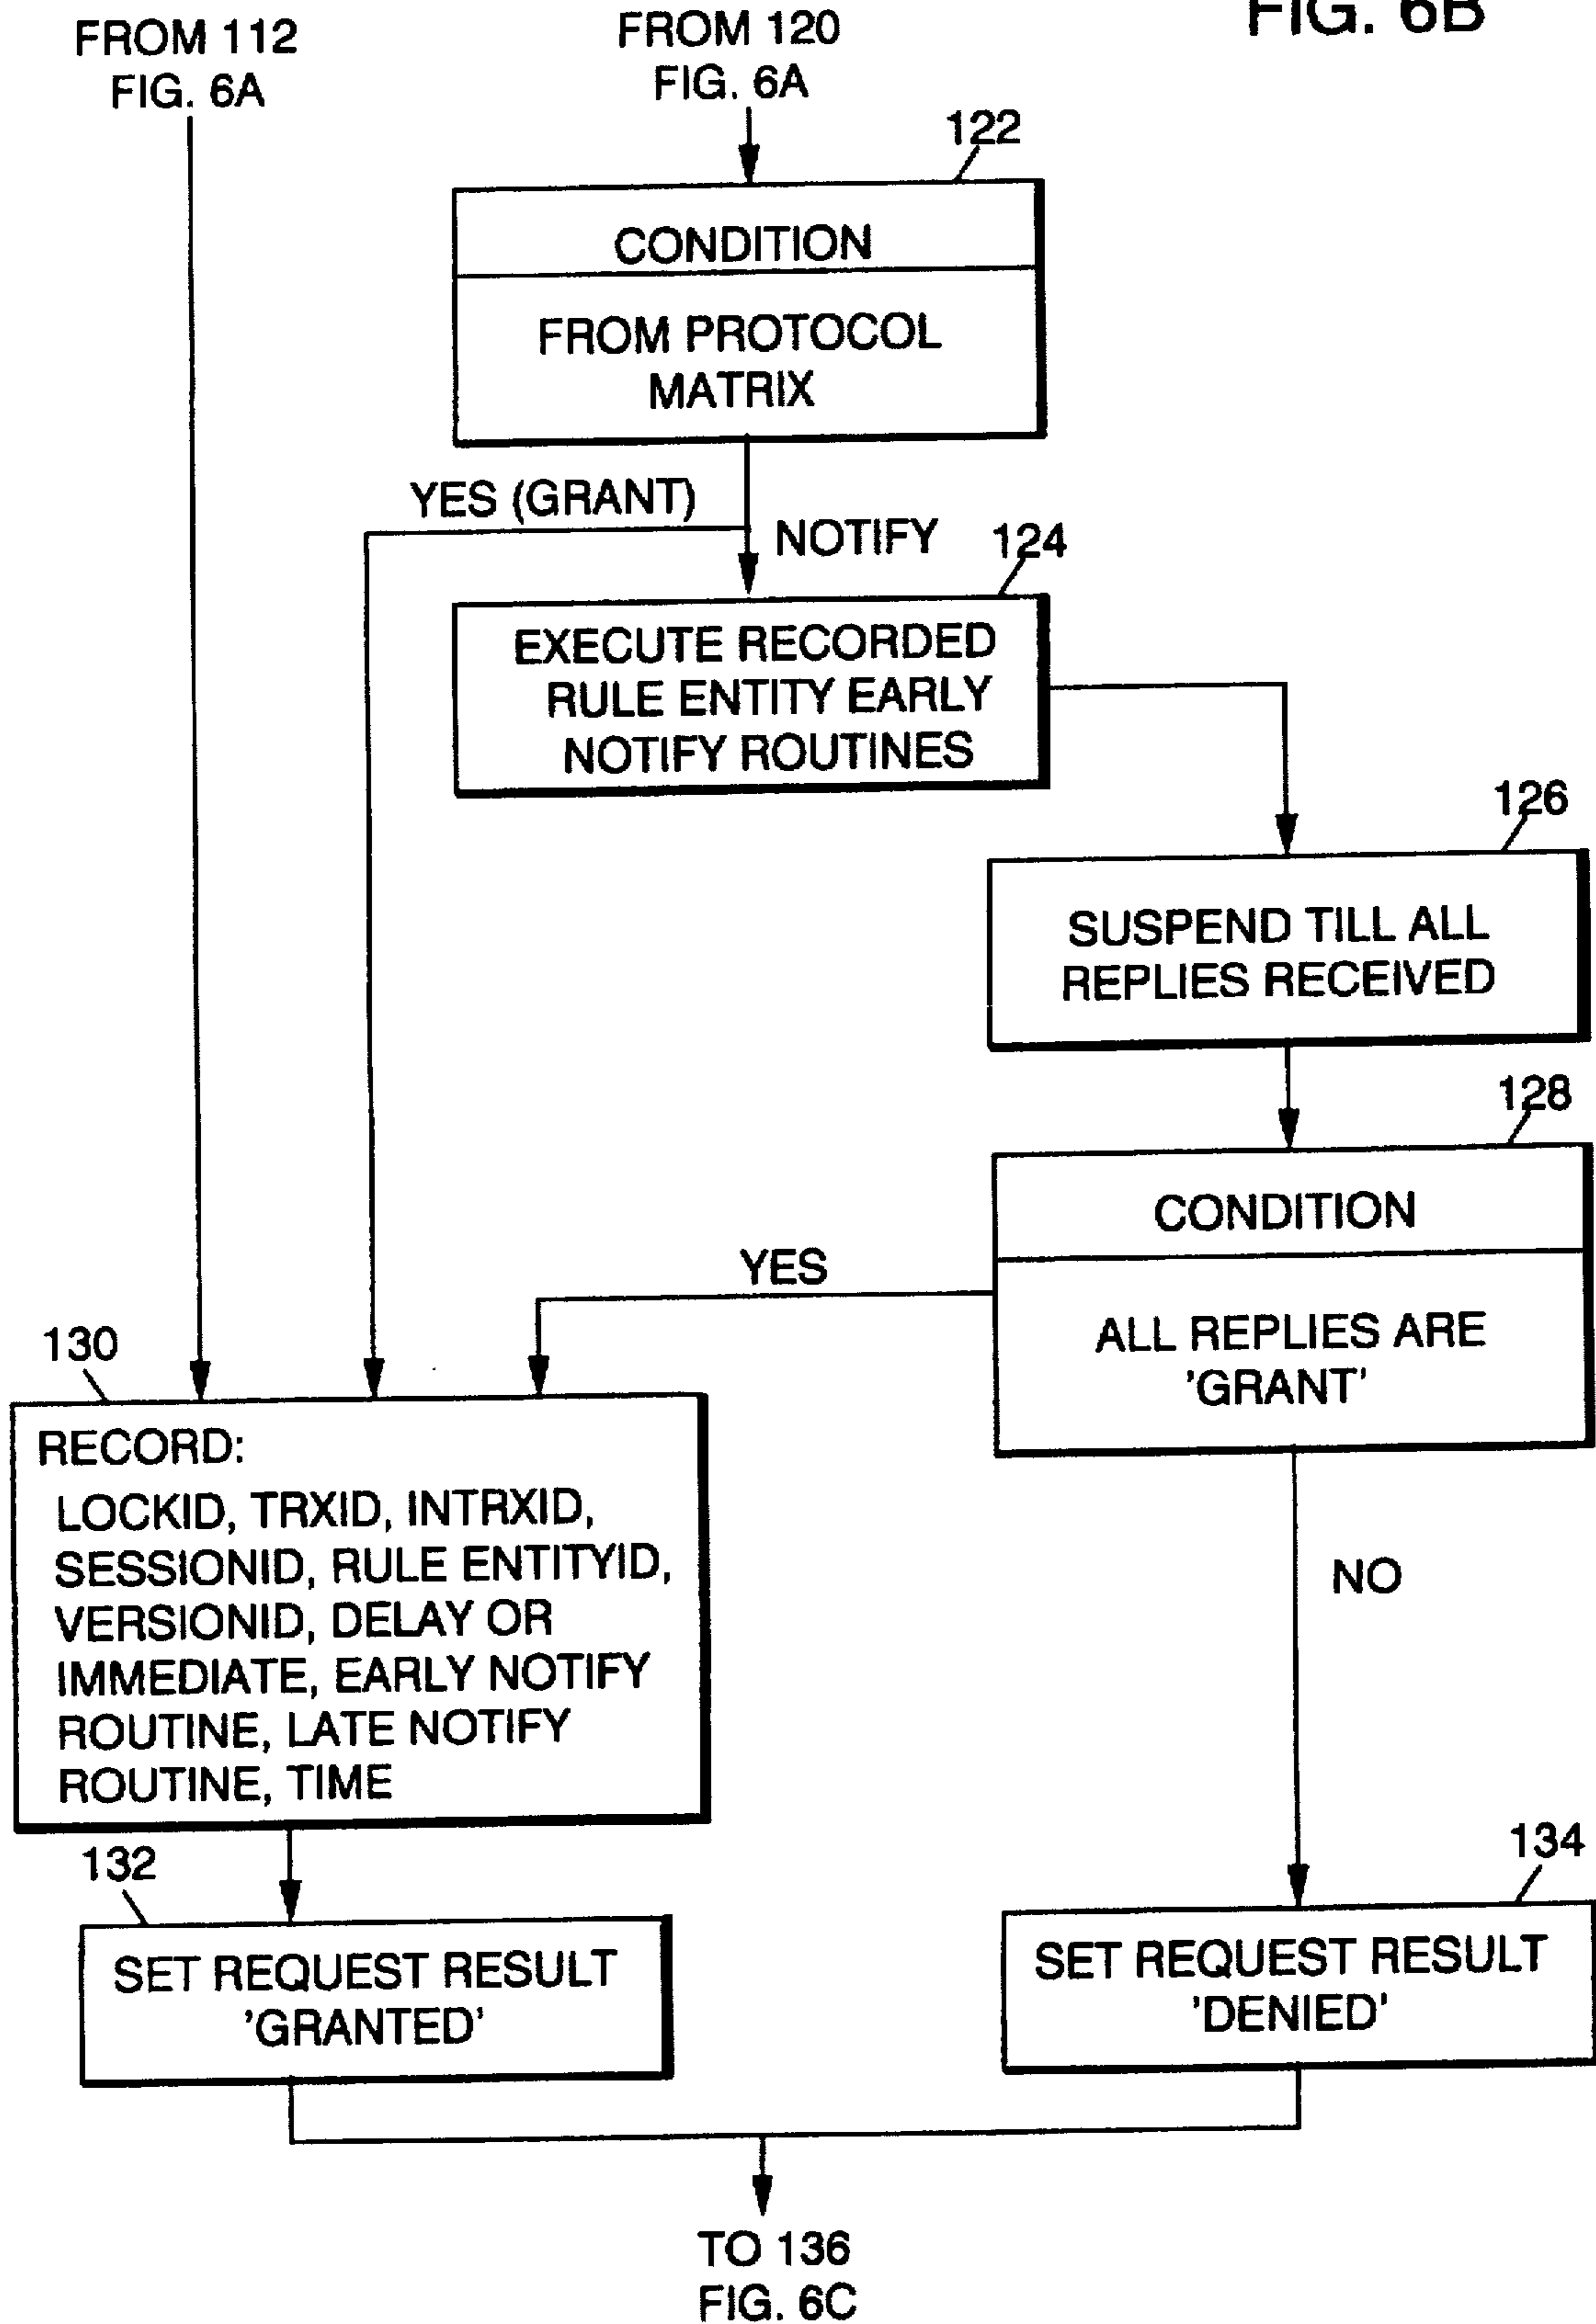 FIG. 6B
FROM 112
FIG. 6A
FROM 120
FIG. 6A
122
CONDITION
FROM PROTOCOL
MATRIX
YES (GRANT)
NOTIFY
124
EXECUTE RECORDED
RULE ENTITY EARLY
NOTIFY ROUTINES
126
SUSPEND TILL ALL
REPLIES RECEIVED
128
CONDITION
ALL REPLIES ARE
'GRANT'
YES
NO
130
RECORD:
LOCKID, TRXID, INTRXID,
SESSIONID, RULE ENTITYID,
VERSIONID, DELAY OR
IMMEDIATE, EARLY NOTIFY
ROUTINE, LATE NOTIFY
ROUTINE, TIME
132
SET REQUEST RESULT
'GRANTED'
134
SET REQUEST RESULT
'DENIED'
TO 136
FIG. 6C